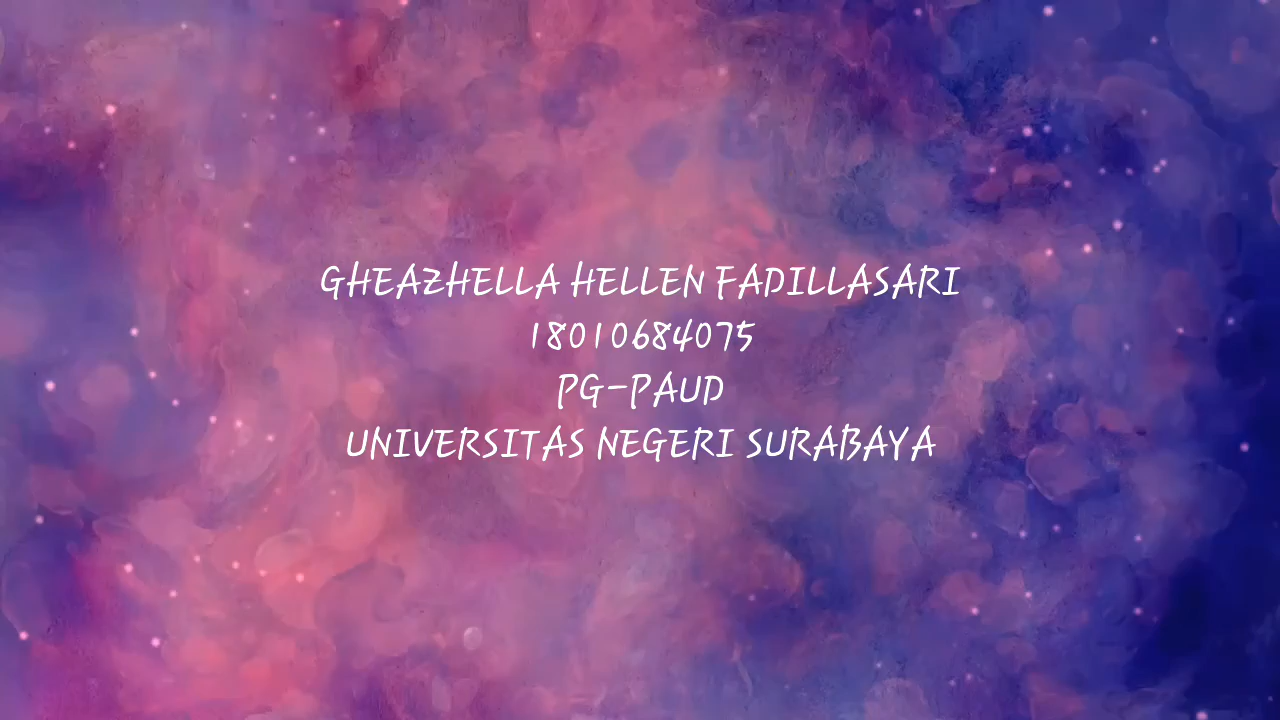 GHEAZHELLA HELLEN FADILLASARI
18010684075
PG-PAUD
UNIVERSITAS NEGERI SURABAYA